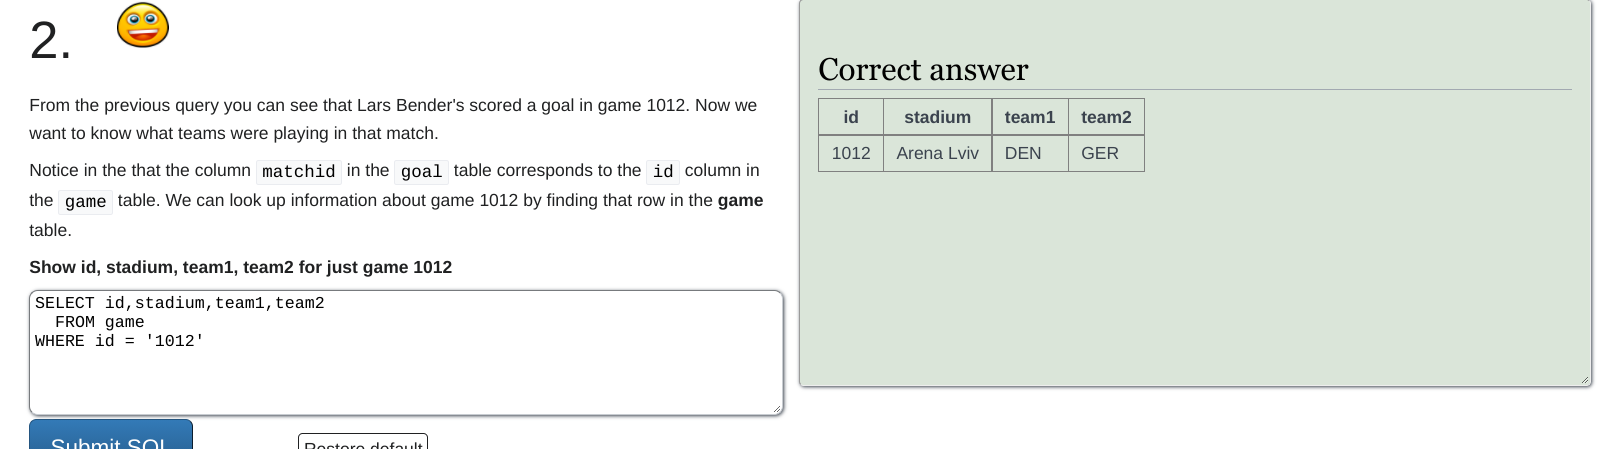 2.
From the previous query you can see that Lars Bender's scored a goal in game 1012. Now we
want to know what teams were playing in that match.
Notice in the that the column matchid in the goal table corresponds to the id column in
the game table. We can look up information about game 1012 by finding that row in the game
table.
Show id, stadium, team1, team2 for just game 1012
SELECT id,stadium,team1,team2
FROM game
WHERE id = '1012'
Submit SQL
Restore default
Correct answer
id stadium team1 team2
1012 Arena Lviv DEN GER